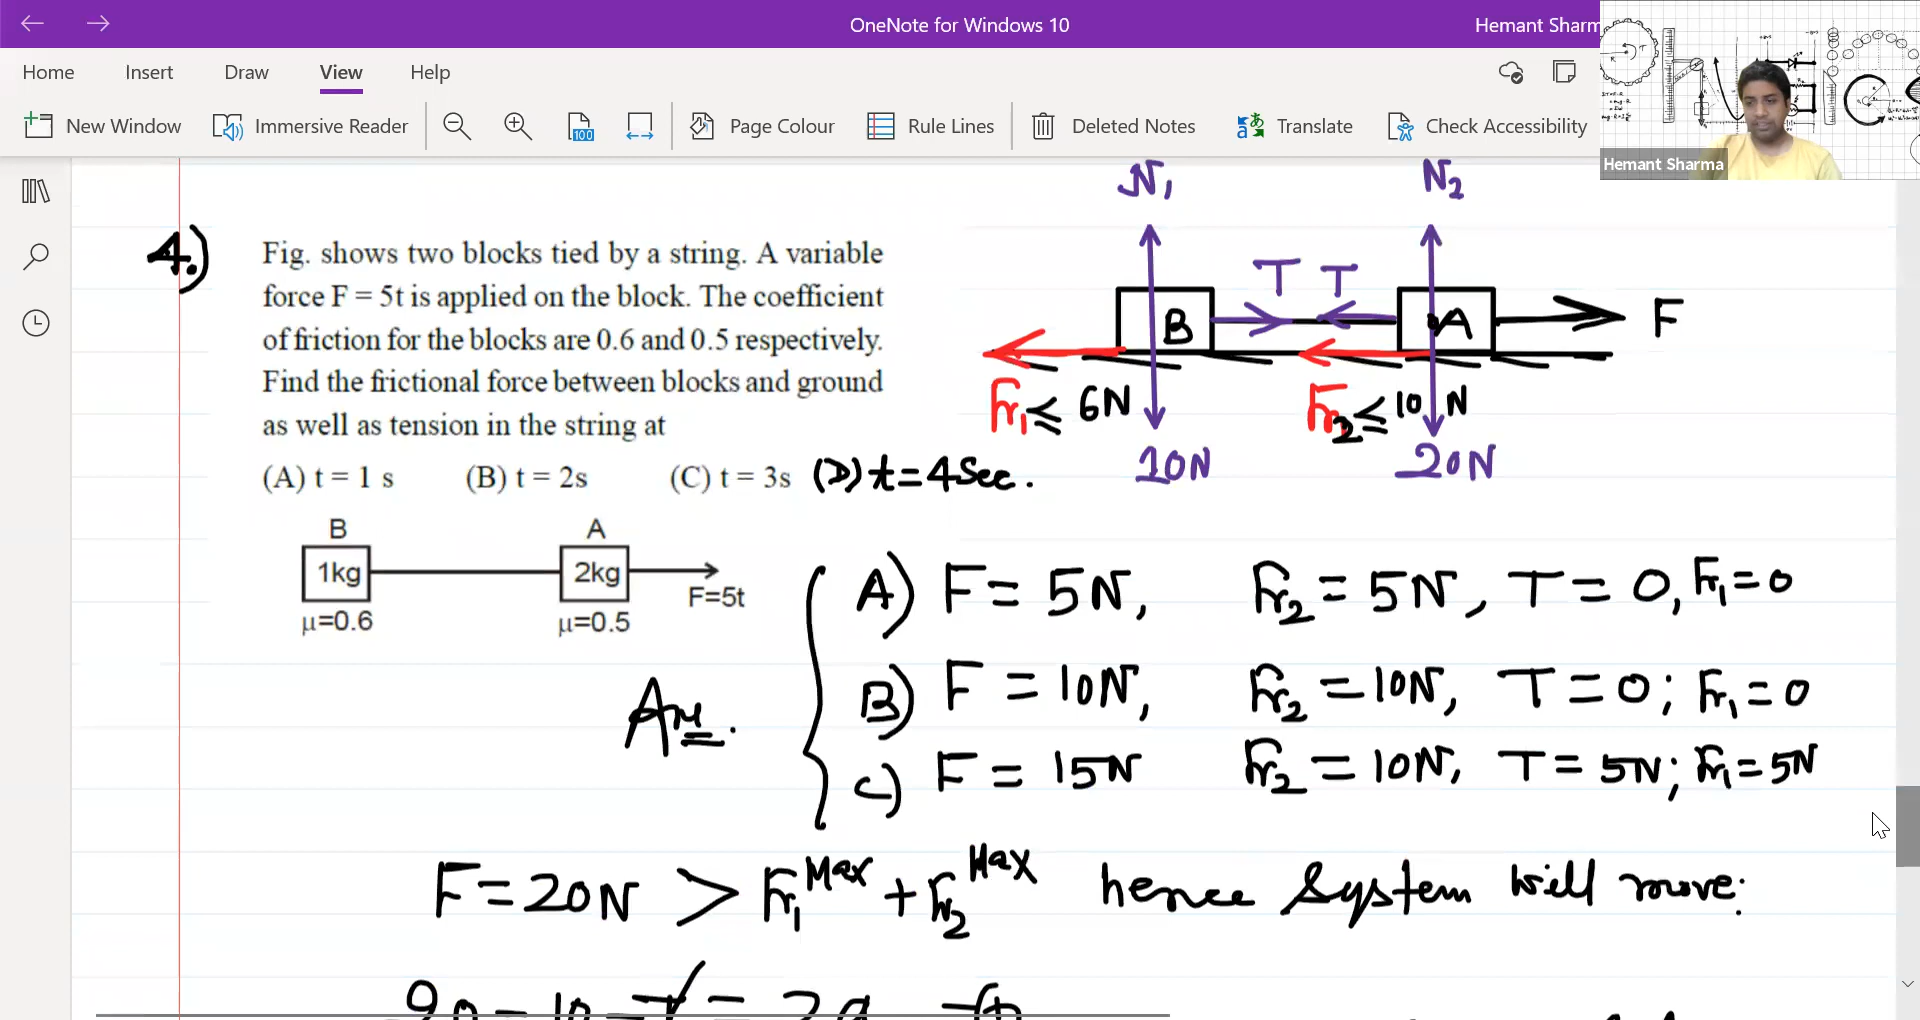 OneNote for Windows 10
Hemant Sharm
Home Insert Draw View Help
New Window Immersive Reader 100 Page Colour Rule Lines Deleted Notes Translate Check Accessibility
Hemant Sharma
N₁ N₂
4.) Fig. shows two blocks tied by a string. A variable
force F = 5t is applied on the block. The coefficient
of friction for the blocks are 0.6 and 0.5 respectively.
Find the frictional force between blocks and ground
as well as tension in the string at
(A) t = 1 s (B) t = 2s (C) t = 3s (D) t = 4 Sec.
T T
B A F
Fr₁ ≤ 6N Fr₂ ≤ 10 N
10N 20N
B A
1kg 2kg
F=5t
μ=0.6 μ=0.5
A) F = 5N, Fr₂ = 5N, T = 0, Fr₁ = 0
Ans. B) F = 10N, Fr₂ = 10N, T = 0; Fr₁ = 0
C) F = 15N Fr₂ = 10N, T = 5N; Fr₁ = 5N
F = 20N > Fr₁ Max + Fr₂ Max hence System will move.